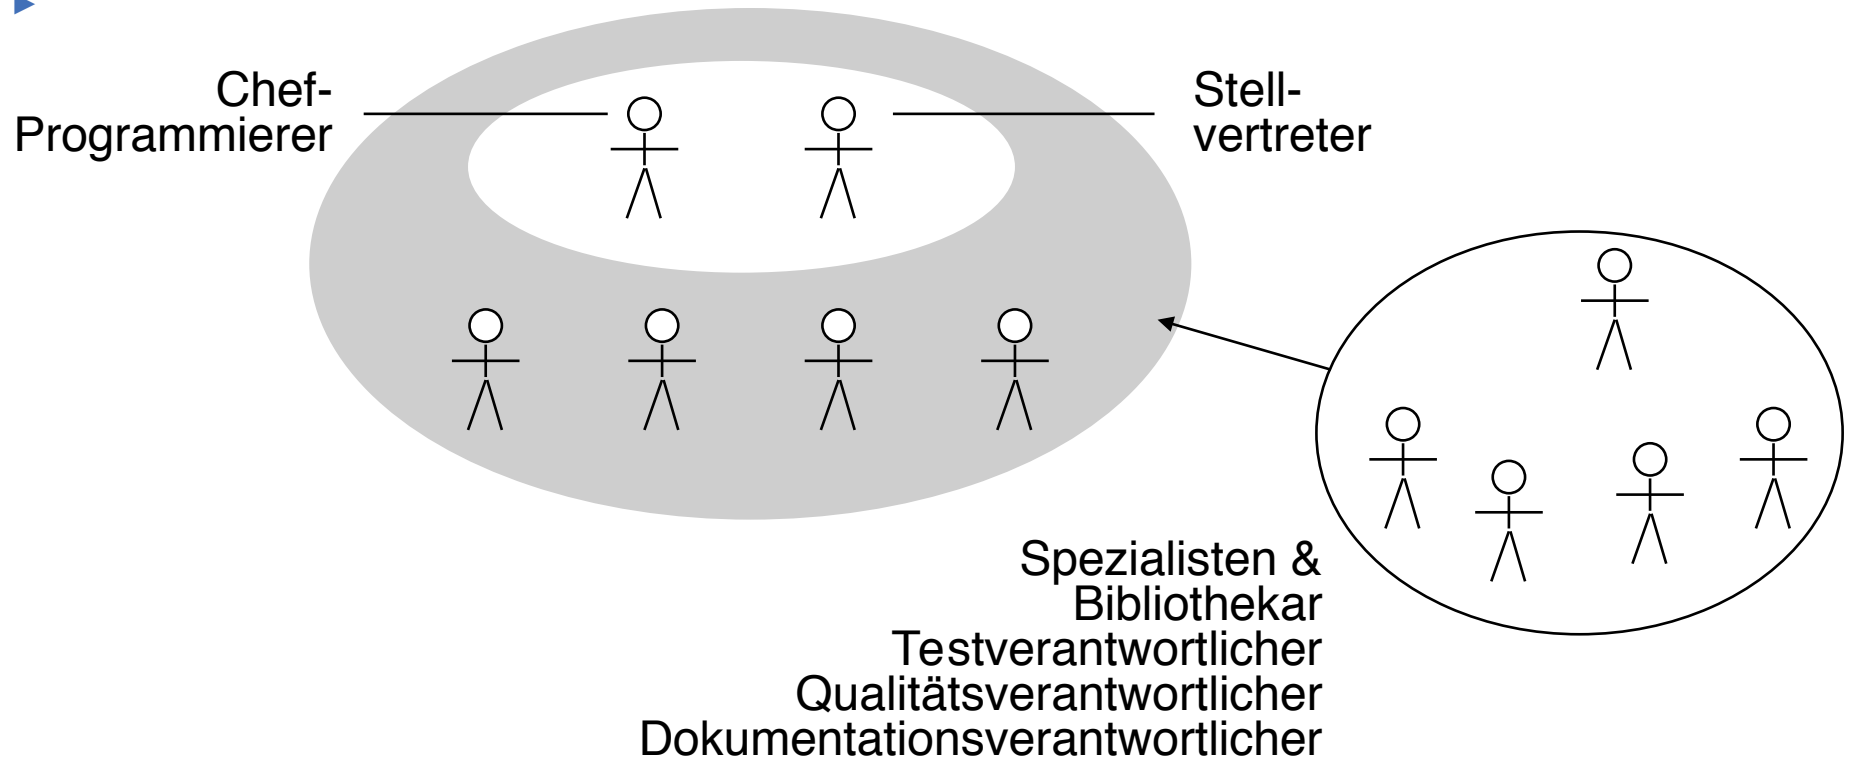 Chef-
Programmierer
Stell-
vertreter
Spezialisten &
Bibliothekar
Testverantwortlicher
Qualitätsverantwortlicher
Dokumentationsverantwortlicher